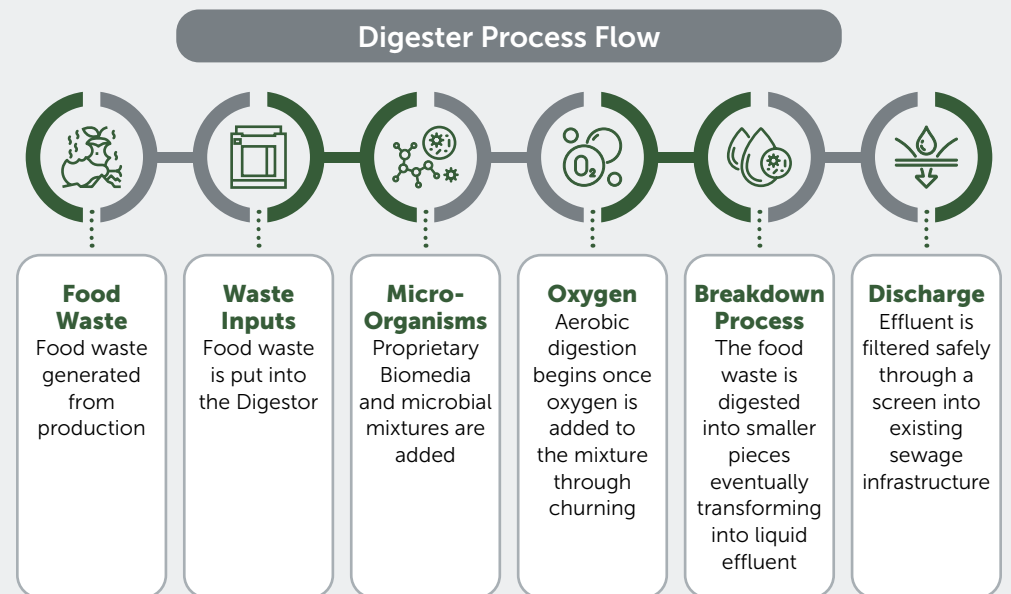 Digester Process Flow
O₂
Food
Waste
Food waste
generated
from
production
Waste
Inputs
Food waste
is put into
the Digestor
Micro-
Organisms
Proprietary
Biomedia
and microbial
mixtures are
added
Oxygen
Aerobic
digestion
begins once
oxygen is
added to
the mixture
through
churning
Breakdown
Process
The food
waste is
digested
into smaller
pieces
eventually
transforming
into liquid
effluent
Discharge
Effluent is
filtered safely
through a
screen into
existing
sewage
infrastructure